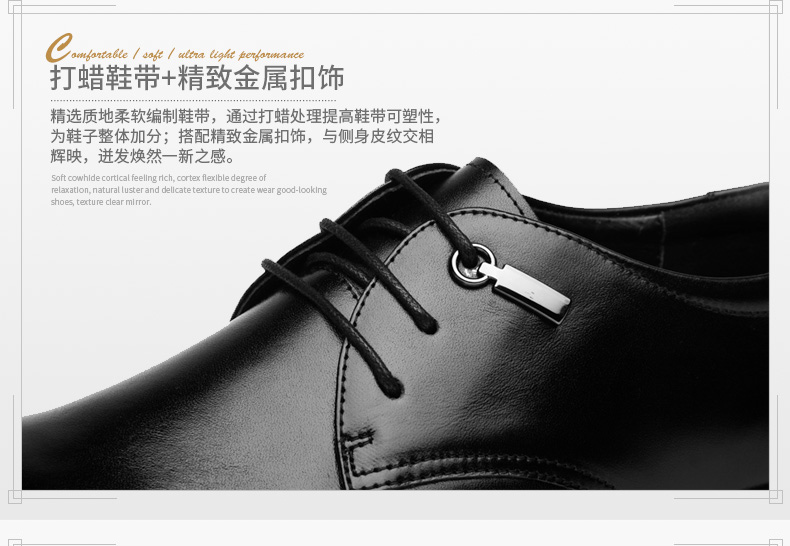 Comfortable / soft / ultra light performance
打蜡鞋带+精致金属扣饰
精选质地柔软编制鞋带，通过打蜡处理提高鞋带可塑性，
为鞋子整体加分；搭配精致金属扣饰，与侧身皮纹交相
辉映，迸发焕然一新之感。
Soft cowhide cortical feeling rich, cortex flexible degree of
relaxation, natural luster and delicate texture to create wear good-looking
shoes, texture clear mirror.